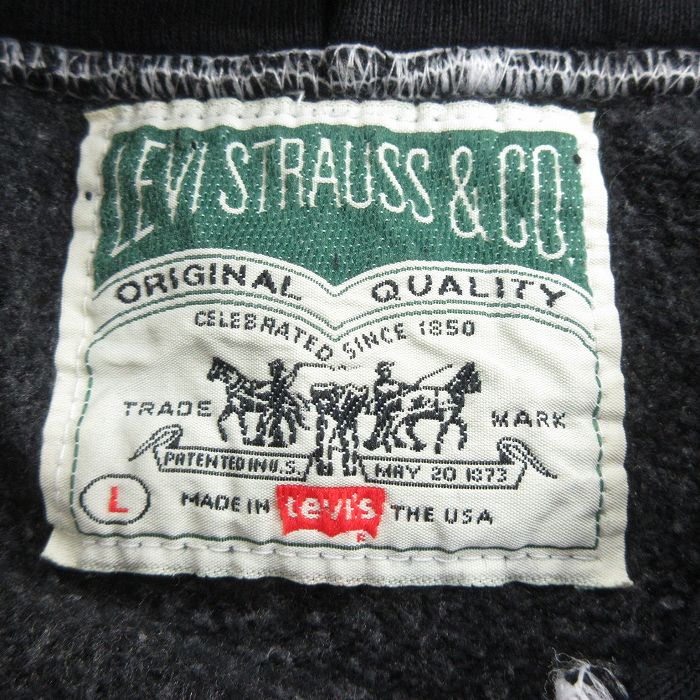 LEVI STRAUSS & CO.
ORIGINAL QUALITY
CELEBRATED SINCE 1850
TRADE MARK
PATENTED IN U.S. MAY 20 1873
L
MADE IN Levi's THE USA
R